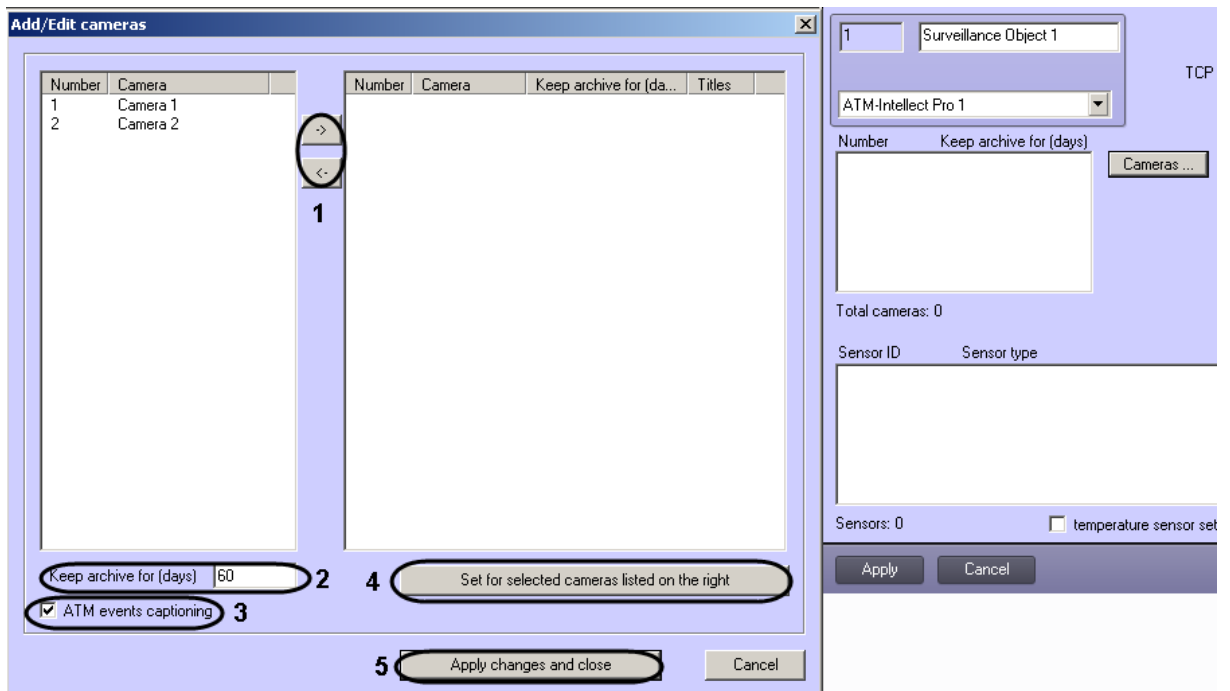 Add/Edit cameras
Number Camera
1 Camera 1
2 Camera 2
->
<-
1
Number Camera Keep archive for (da... Titles
Keep archive for (days) 60
2
ATM events captioning
3
4
Set for selected cameras listed on the right
5
Apply changes and close
Cancel
1
Surveillance Object 1
TCP
ATM-Intellect Pro 1
Number Keep archive for (days)
Cameras ...
Total cameras: 0
Sensor ID Sensor type
Sensors: 0
temperature sensor set
Apply
Cancel